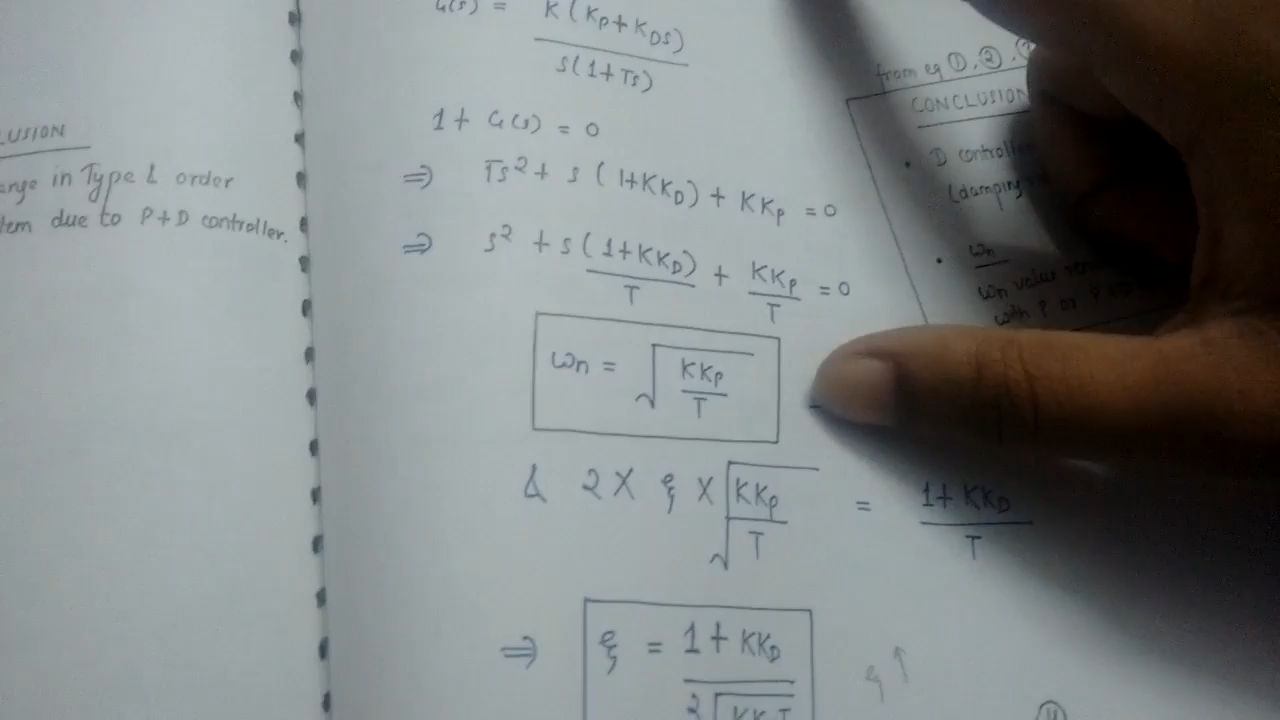 LUSION
ange in Type & order
tem due to P+D controller.
G(s) = K(KP+KDS) / s(1+Ts)
1 + G(s) = 0
⇒ Ts² + s (1+KKD) + KKP = 0
⇒ s² + s (1+KKD)/T + KKP/T = 0
ωn = √(KKP/T)
& 2 X ξ X √(KKP/T) = (1+KKD)/T
⇒ ξ = (1+KKD) / 2√(KKPT)
ξ ↑
from eq ①, ②,
CONCLUSION
• D controlle
(damping
• ωn
ωn value
with P or P